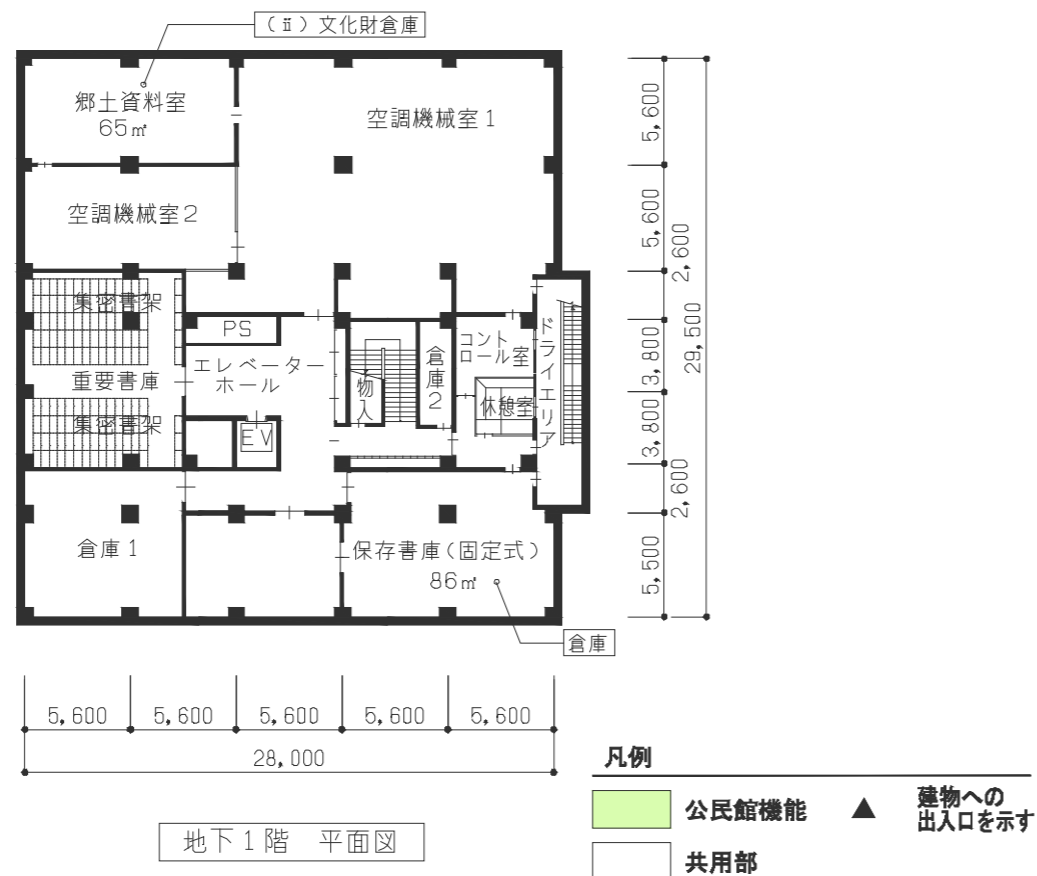 (ⅱ)文化財倉庫
郷土資料室
65㎡
空調機械室1
空調機械室2
集密書架
重要書庫
集密書架
PS
エレベーター
ホール
EV
物入
倉庫2
コント
ロール室
休憩室
ドライエリア
倉庫1
保存書庫(固定式)
86㎡
倉庫
5,600
5,600
2,600
3,800
3,800
2,600
5,500
29,500
5,600
5,600
5,600
5,600
5,600
28,000
地下1階 平面図
凡例
公民館機能
▲
建物への
出入口を示す
共用部